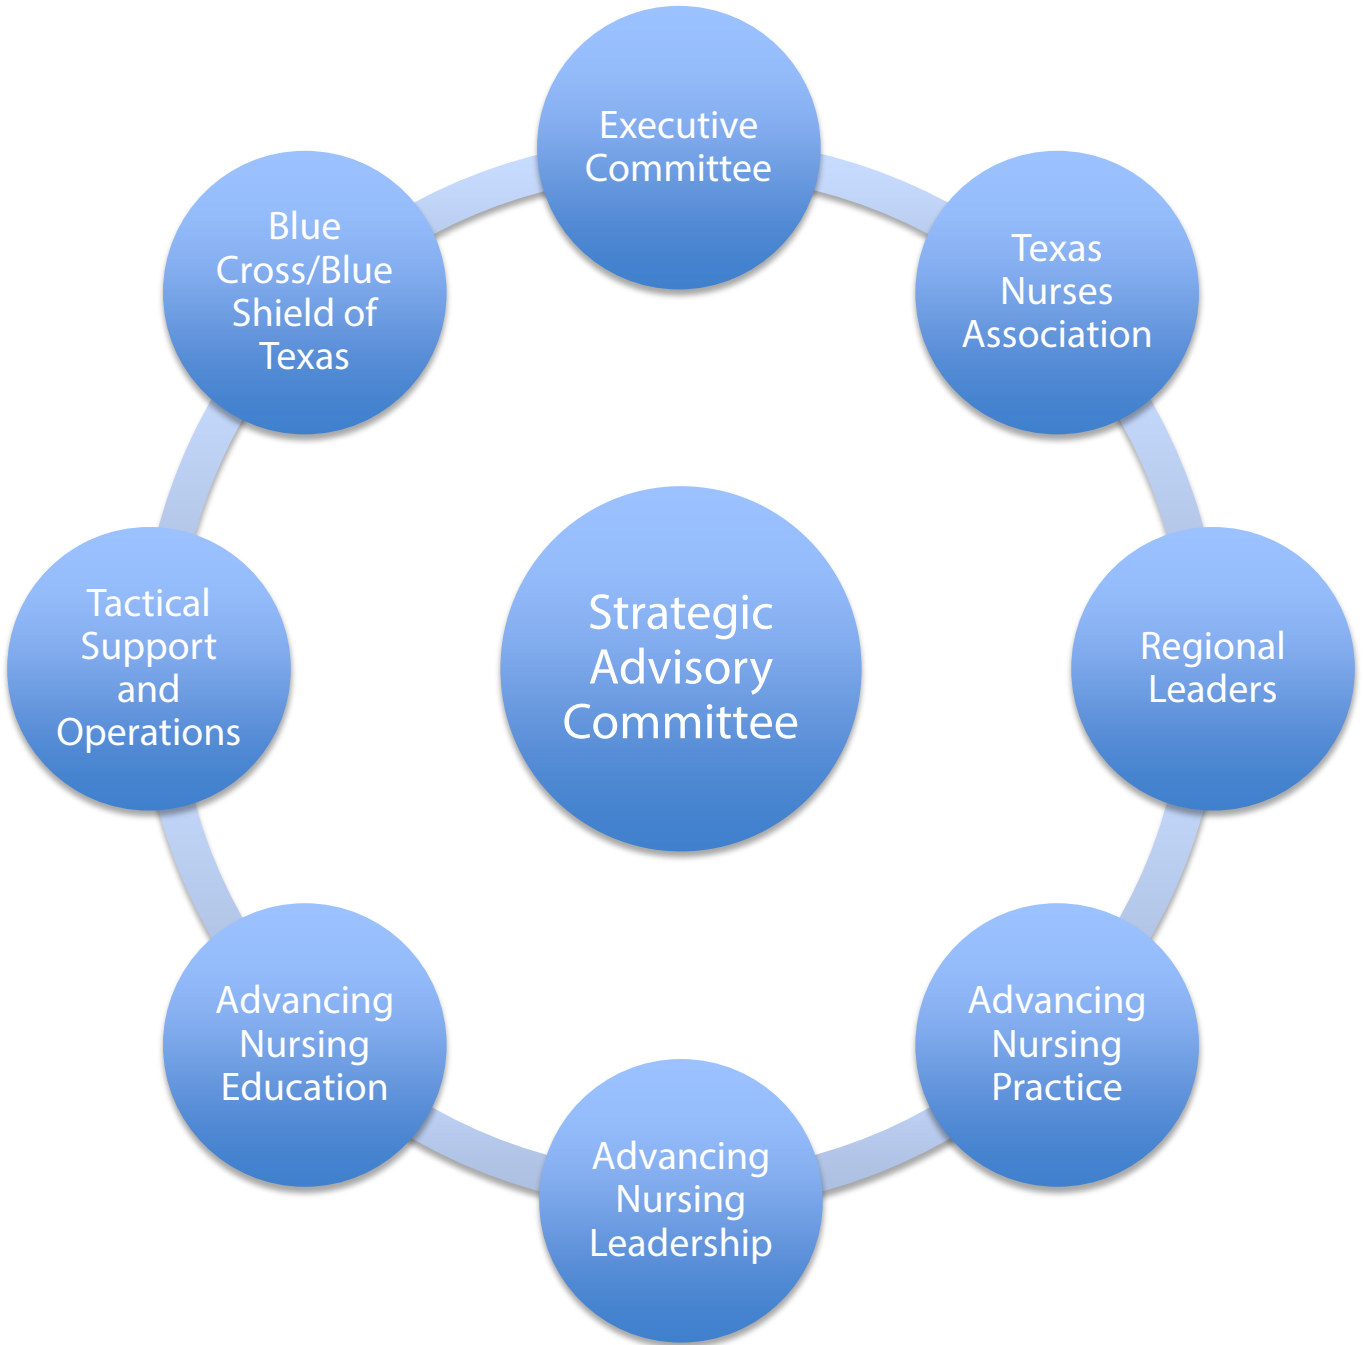 Executive
Committee
Texas
Nurses
Association
Regional
Leaders
Advancing
Nursing
Practice
Advancing
Nursing
Leadership
Advancing
Nursing
Education
Tactical
Support
and
Operations
Blue
Cross/Blue
Shield of
Texas
Strategic
Advisory
Committee